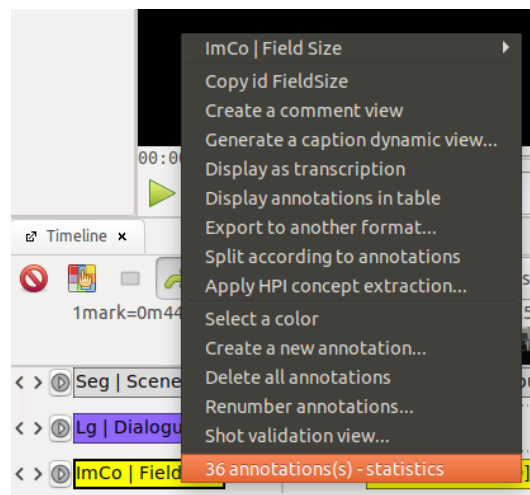 ImCo | Field Size
Copy id FieldSize
Create a comment view
Generate a caption dynamic view...
Display as transcription
Display annotations in table
Export to another format...
Split according to annotations
Apply HPI concept extraction...
Select a color
Create a new annotation...
Delete all annotations
Renumber annotations...
Shot validation view...
36 annotations(s) - statistics
Timeline
1mark=0m44
Seg | Scene
Lg | Dialogu
ImCo | Field